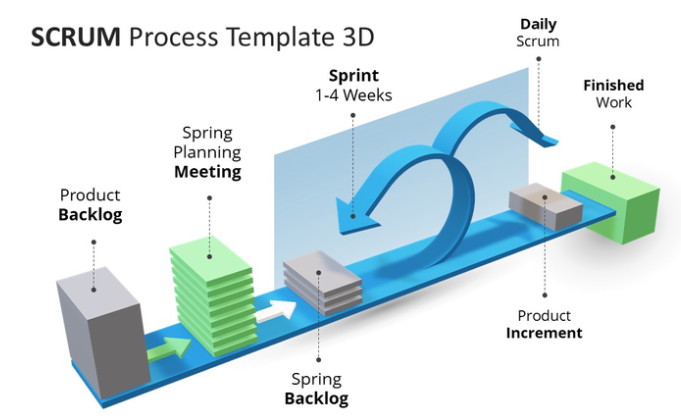 SCRUM Process Template 3D
Daily
Scrum
Sprint
1-4 Weeks
Finished
Work
Spring
Planning
Meeting
Product
Backlog
Product
Increment
Spring
Backlog